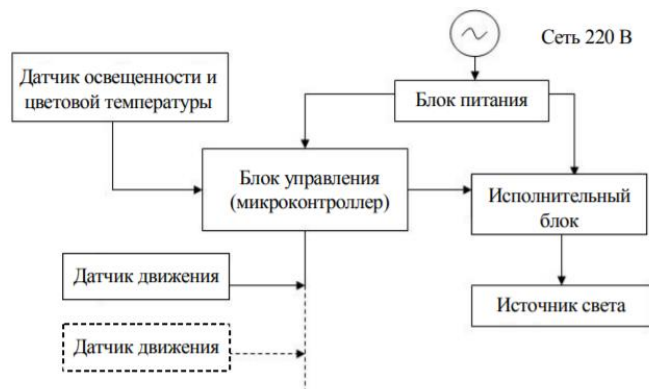 Сеть 220 В
Датчик освещенности и
цветовой температуры
Блок питания
Блок управления
(микроконтроллер)
Исполнительный
блок
Датчик движения
Источник света
Датчик движения